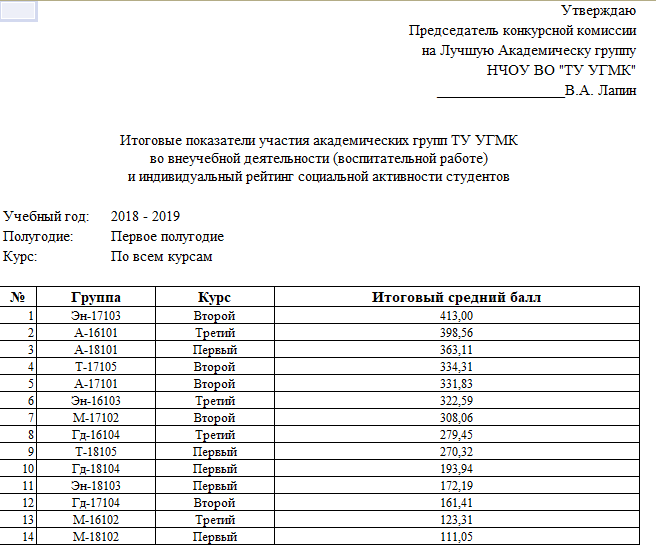 Утверждаю
Председатель конкурсной комиссии
на Лучшую Академическу группу
НЧОУ ВО "ТУ УГМК"
_________________В.А. Лапин
Итоговые показатели участия академических групп ТУ УГМК
во внеучебной деятельности (воспитательной работе)
и индивидуальный рейтинг социальной активности студентов
Учебный год: 2018 - 2019
Полугодие: Первое полугодие
Курс: По всем курсам
№ Группа Курс Итоговый средний балл
1 Эн-17103 Второй 413,00
2 А-16101 Третий 398,56
3 А-18101 Первый 363,11
4 Т-17105 Второй 334,31
5 А-17101 Второй 331,83
6 Эн-16103 Третий 322,59
7 М-17102 Второй 308,06
8 Гд-16104 Третий 279,45
9 Т-18105 Первый 270,32
10 Гд-18104 Первый 193,94
11 Эн-18103 Первый 172,19
12 Гд-17104 Второй 161,41
13 М-16102 Третий 123,31
14 М-18102 Первый 111,05